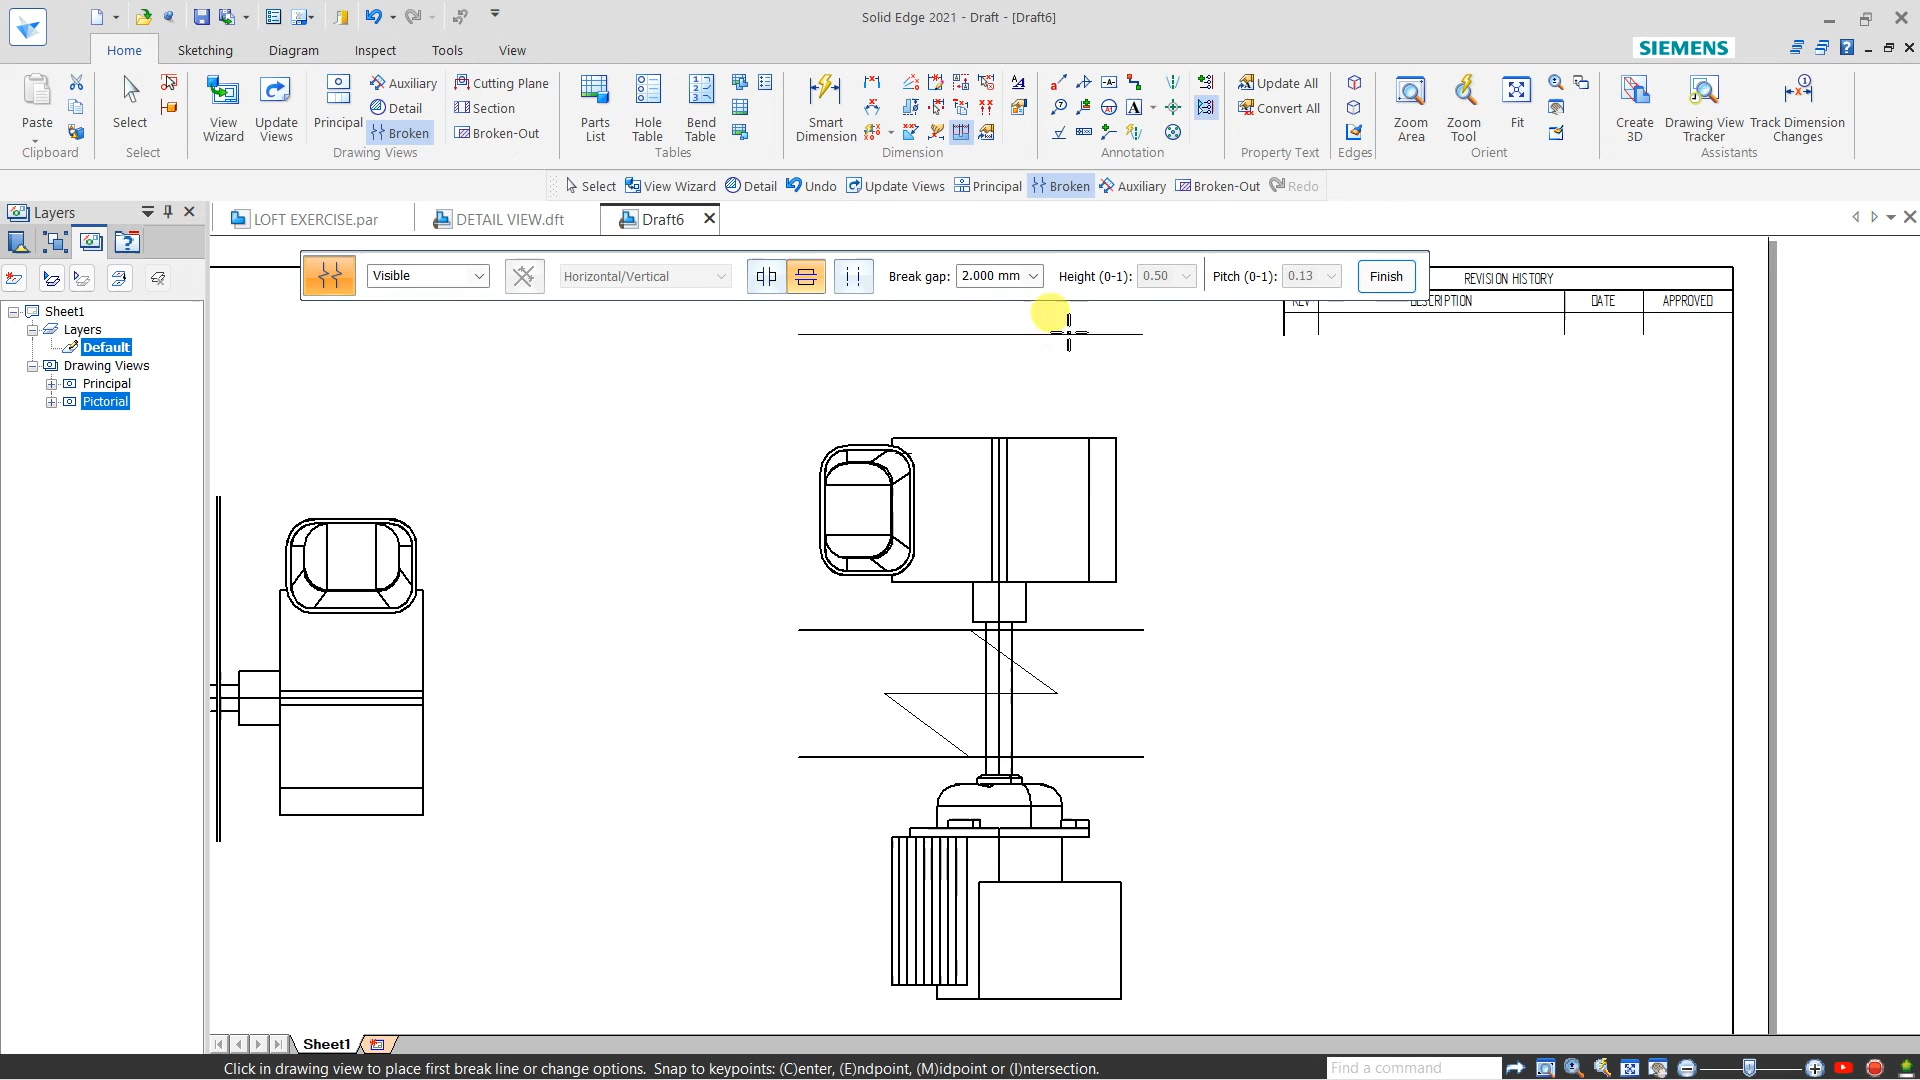 Solid Edge 2021 - Draft - [Draft6]
Home Sketching Diagram Inspect Tools View
SIEMENS
Paste
Clipboard
Select
Select
View Wizard
Update Views
Principal
Auxiliary
Detail
Broken
Cutting Plane
Section
Broken-Out
Drawing Views
Parts List
Hole Table
Bend Table
Tables
Smart Dimension
Dimension
A
A
Annotation
Update All
Convert All
Property Text
Edges
Zoom Area
Zoom Tool
Fit
Orient
Create 3D
Drawing View Tracker
Track Dimension Changes
Assistants
Select View Wizard Detail Undo Update Views Principal Broken Auxiliary Broken-Out Redo
Layers
LOFT EXERCISE.par
DETAIL VIEW.dft
Draft6
Visible
Horizontal/Vertical
Break gap: 2.000 mm
Height (0-1): 0.50
Pitch (0-1): 0.13
Finish
REVISION HISTORY
REV DESCRIPTION DATE APPROVED
Sheet1
Layers
Default
Drawing Views
Principal
Pictorial
Sheet1
Click in drawing view to place first break line or change options. Snap to keypoints: (C)enter, (E)ndpoint, (M)idpoint or (I)ntersection.
Find a command